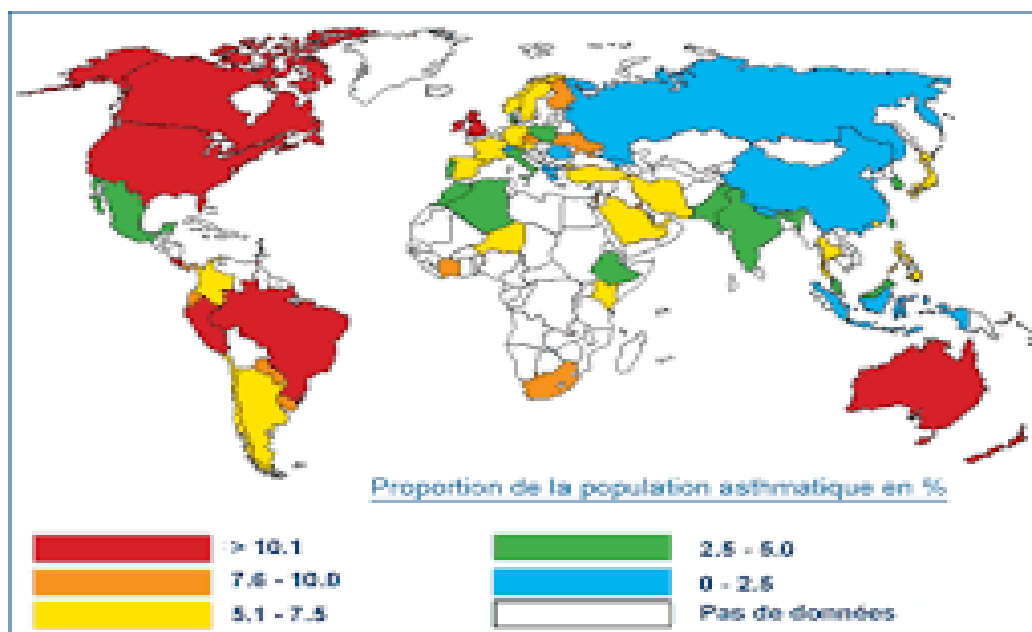 Proportion de la population asthmatique en %
> 10.1
7.6 - 10.0
5.1 - 7.5
2.5 - 5.0
0 - 2.5
Pas de données